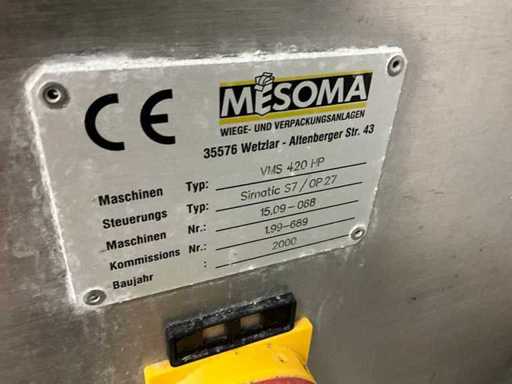 CE
MESOMA
WIEGE- UND VERPACKUNGSANLAGEN
35576 Wetzlar - Altenberger Str. 43
Maschinen Typ: VMS 420 HP
Steuerungs Typ: Simatic S7/OP27
Maschinen Nr.: 15.09-068
Kommissions Nr.: 1.99-689
Baujahr : 2000